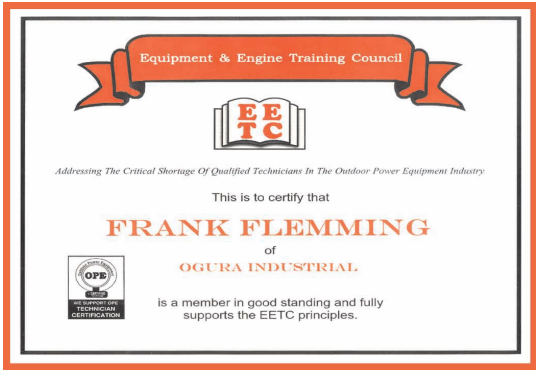 Equipment & Engine Training Council
E E
T C
Addressing The Critical Shortage Of Qualified Technicians In The Outdoor Power Equipment Industry
This is to certify that
FRANK FLEMMING
of
OGURA INDUSTRIAL
OPE
WE SUPPORT OPE
TECHNICIAN
CERTIFICATION
is a member in good standing and fully
supports the EETC principles.